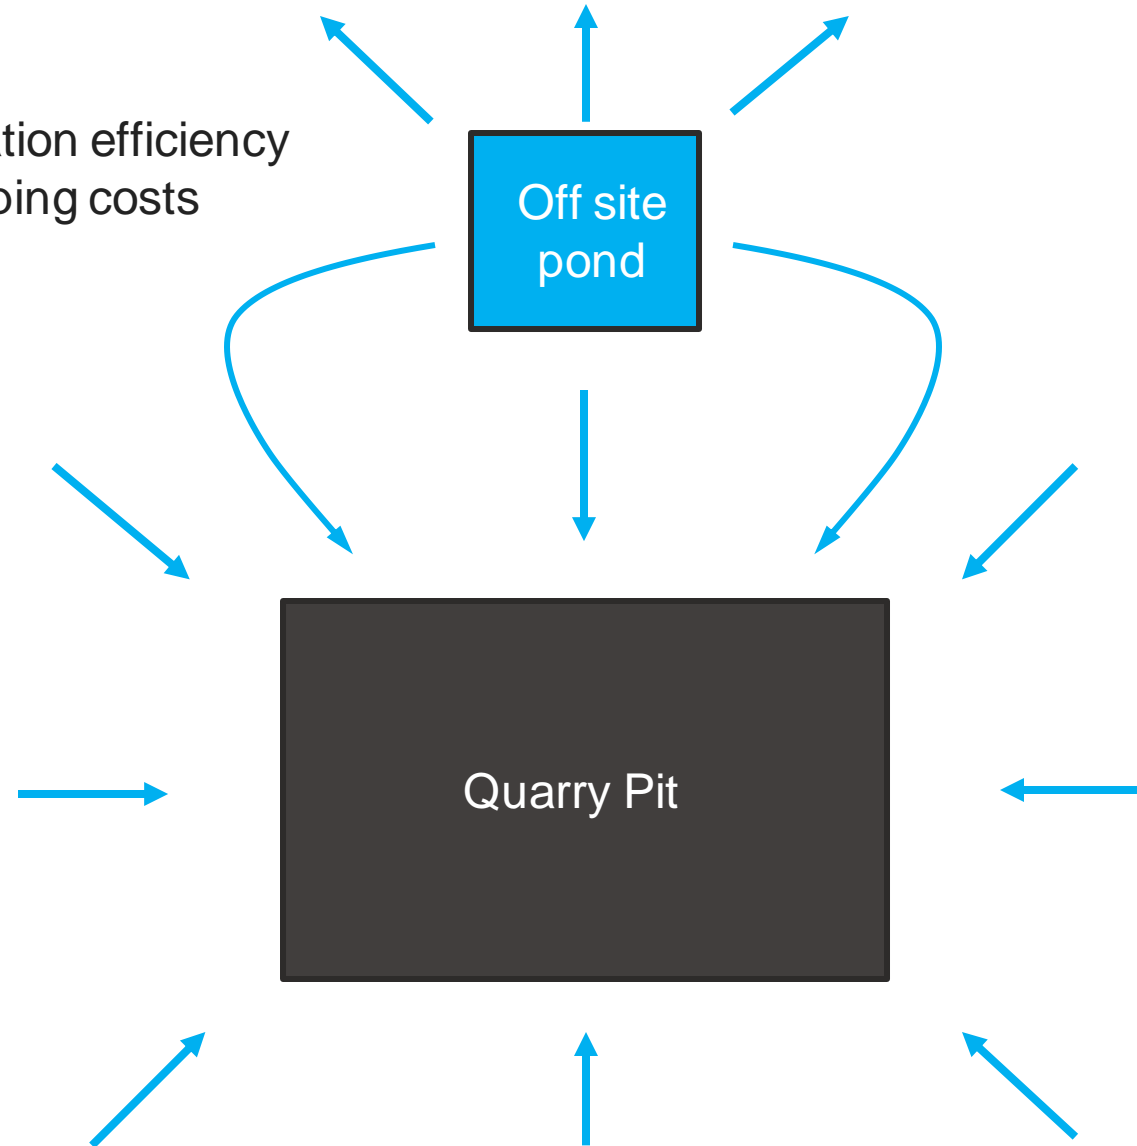 tion efficiency
ping costs
Off site
pond
Quarry Pit